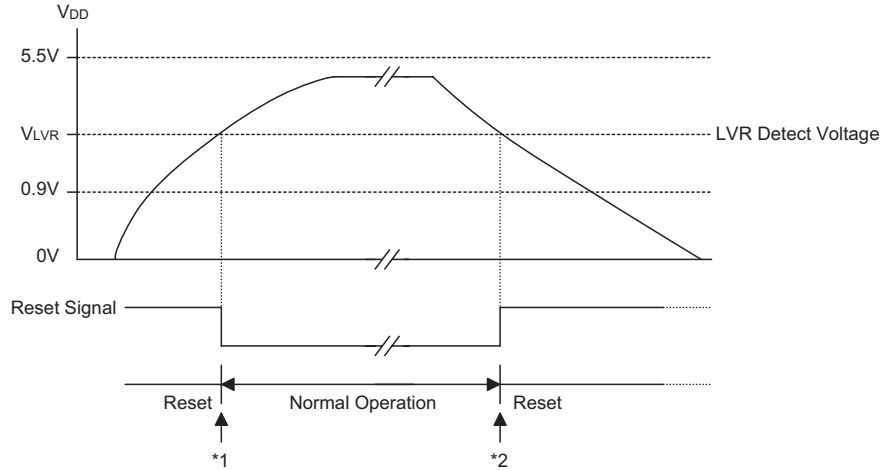 VDD
5.5V
VLVR
LVR Detect Voltage
0.9V
0V
Reset Signal
Reset
Normal Operation
Reset
*1
*2